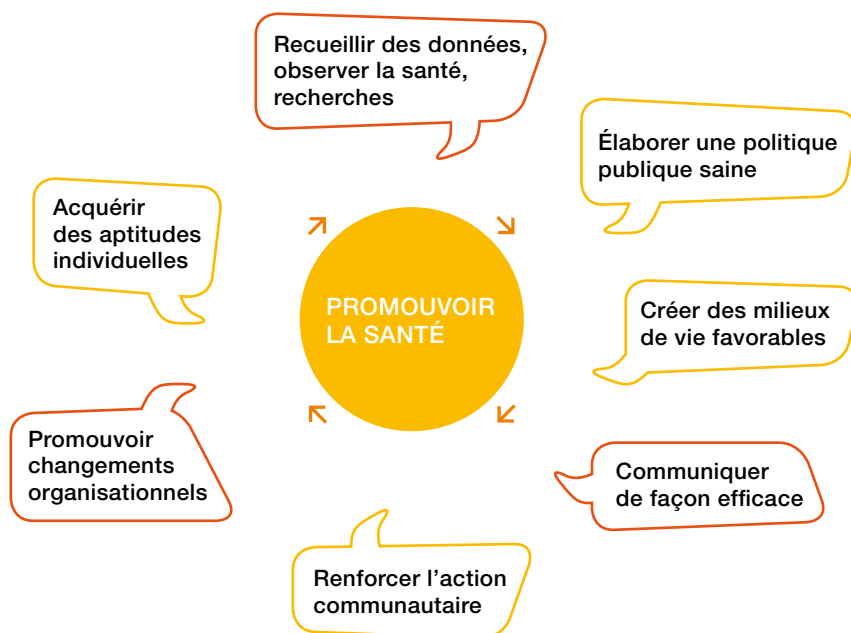 Recueillir des données,
observer la santé,
recherches
Élaborer une politique
publique saine
Acquérir
des aptitudes
individuelles
PROMOUVOIR
LA SANTÉ
Créer des milieux
de vie favorables
Promouvoir
changements
organisationnels
Communiquer
de façon efficace
Renforcer l’action
communautaire